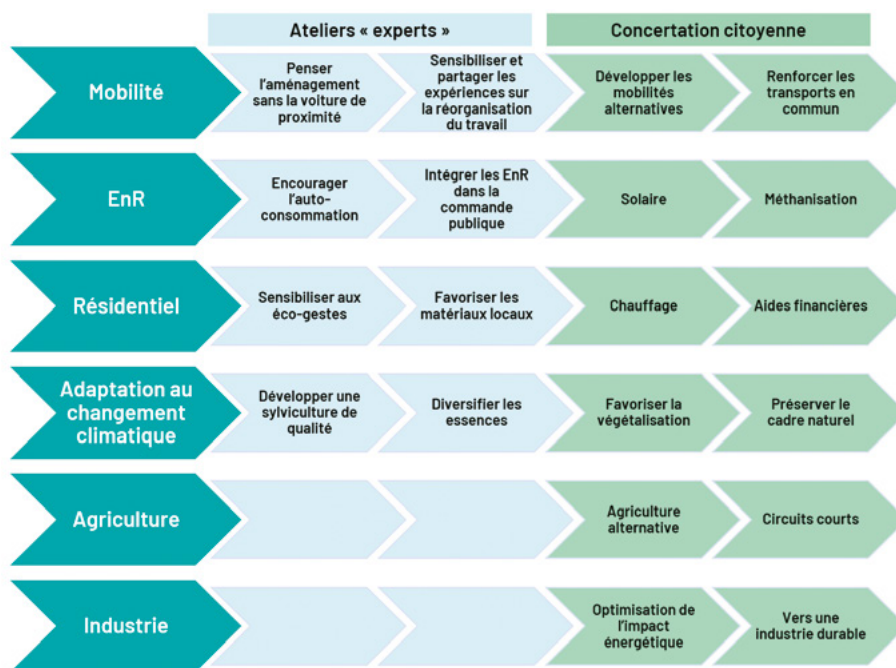 Ateliers « experts »
Concertation citoyenne
Mobilité
Penser
l'aménagement
sans la voiture de
proximité
Sensibiliser et
partager les
expériences sur
la réorganisation
du travail
Développer les
mobilités
alternatives
Renforcer les
transports en
commun
EnR
Encourager
l'auto-
consommation
Intégrer les EnR
dans la
commande
publique
Solaire
Méthanisation
Résidentiel
Sensibiliser aux
éco-gestes
Favoriser les
matériaux locaux
Chauffage
Aides financières
Adaptation au
changement
climatique
Développer une
sylviculture de
qualité
Diversifier les
essences
Favoriser la
végétalisation
Préserver le
cadre naturel
Agriculture
Agriculture
alternative
Circuits courts
Industrie
Optimisation de
l'impact
énergétique
Vers une
industrie durable